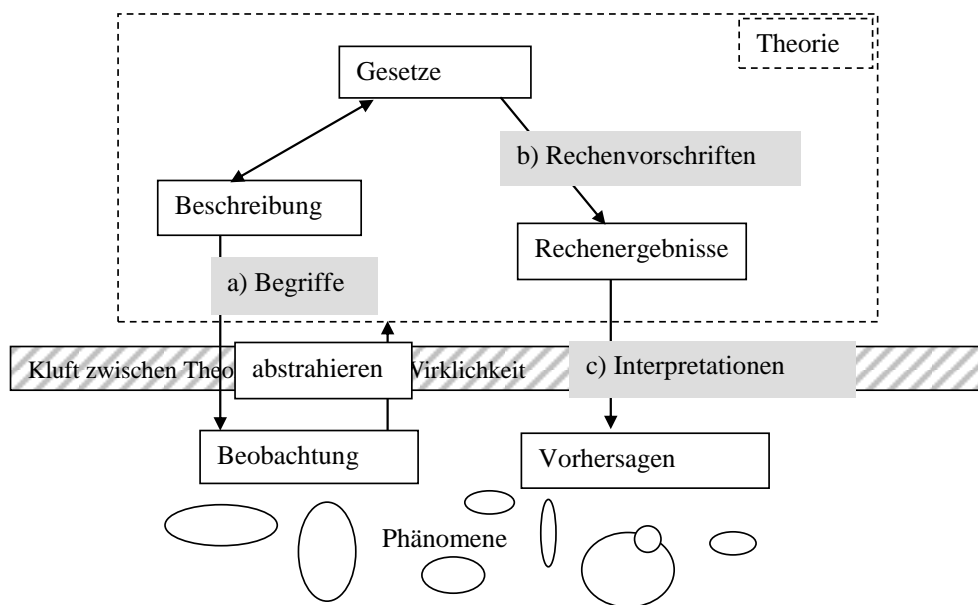 Theorie
Gesetze
b) Rechenvorschriften
Beschreibung
Rechenergebnisse
a) Begriffe
Kluft zwischen Theo
abstrahieren
Wirklichkeit
c) Interpretationen
Beobachtung
Vorhersagen
Phänomene